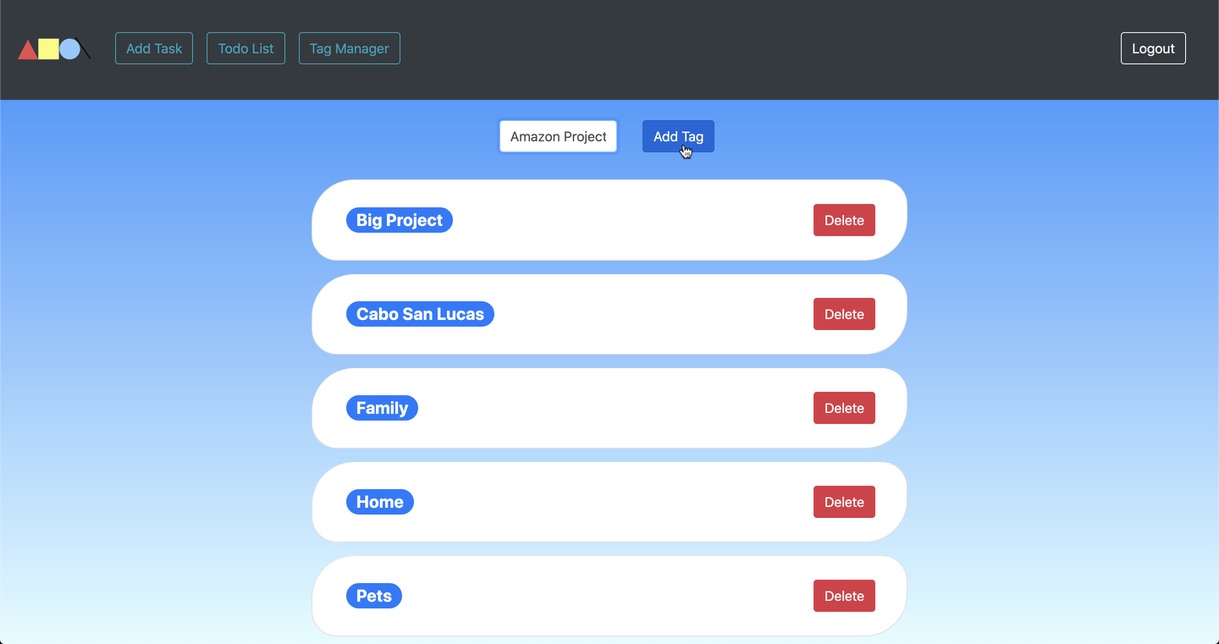 Add Task
Todo List
Tag Manager
Logout
Amazon Project
Add Tag
Big Project
Delete
Cabo San Lucas
Delete
Family
Delete
Home
Delete
Pets
Delete